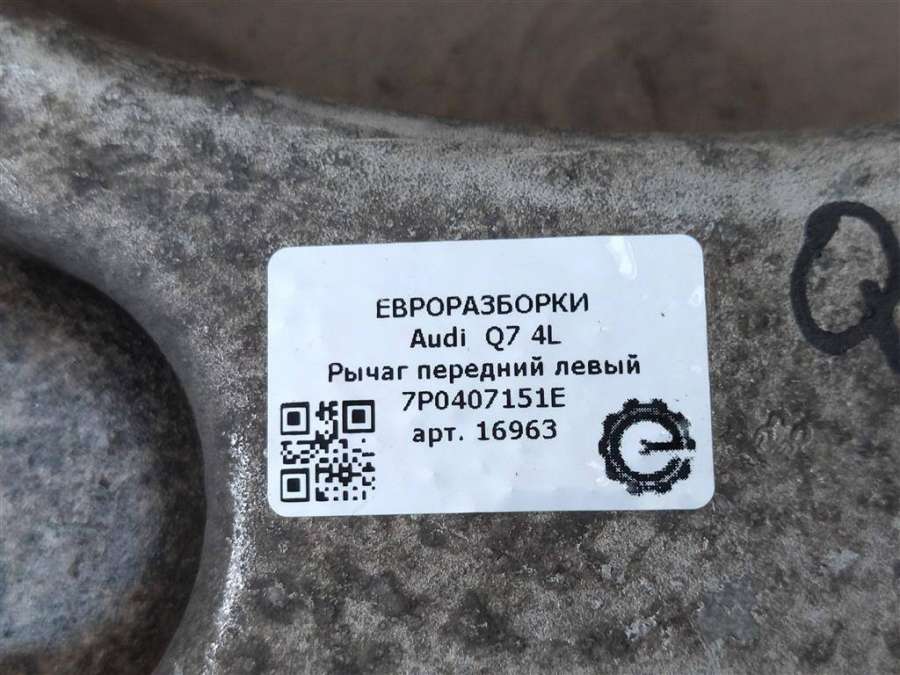 ЕВРОРАЗБОРКИ
Audi Q7 4L
Рычаг передний левый
7P0407151E
арт. 16963